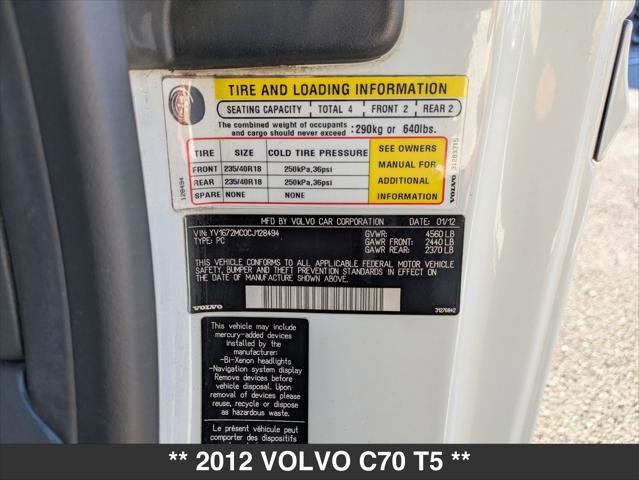 TIRE AND LOADING INFORMATION
SEATING CAPACITY TOTAL 4 FRONT 2 REAR 2
The combined weight of occupants
and cargo should never exceed :290kg or 640lbs.
TIRE SIZE COLD TIRE PRESSURE
FRONT 235/40R18 250kPa,36psi
REAR 235/40R18 250kPa,36psi
SPARE NONE NONE
SEE OWNERS
MANUAL FOR
ADDITIONAL
INFORMATION
128494
VOLVO 31283715
MFD BY VOLVO CAR CORPORATION DATE: 01/12
VIN: YV1672MC0CJ128494
TYPE: PC
GVWR: 4560 LB
GAWR FRONT: 2440 LB
GAWR REAR: 2370 LB
THIS VEHICLE CONFORMS TO ALL APPLICABLE FEDERAL MOTOR VEHICLE
SAFETY, BUMPER AND THEFT PREVENTION STANDARDS IN EFFECT ON
THE DATE OF MANUFACTURE SHOWN ABOVE.
VOLVO
31276842
This vehicle may include
mercury-added devices
installed by the
manufacturer:
-Bi-Xenon headlights
-Navigation system display
Remove devices before
vehicle disposal. Upon
removal of devices please
reuse, recycle or dispose
as hazardous waste.
Ce véhicule peut
comporter des dispositifs
** 2012 VOLVO C70 T5 **